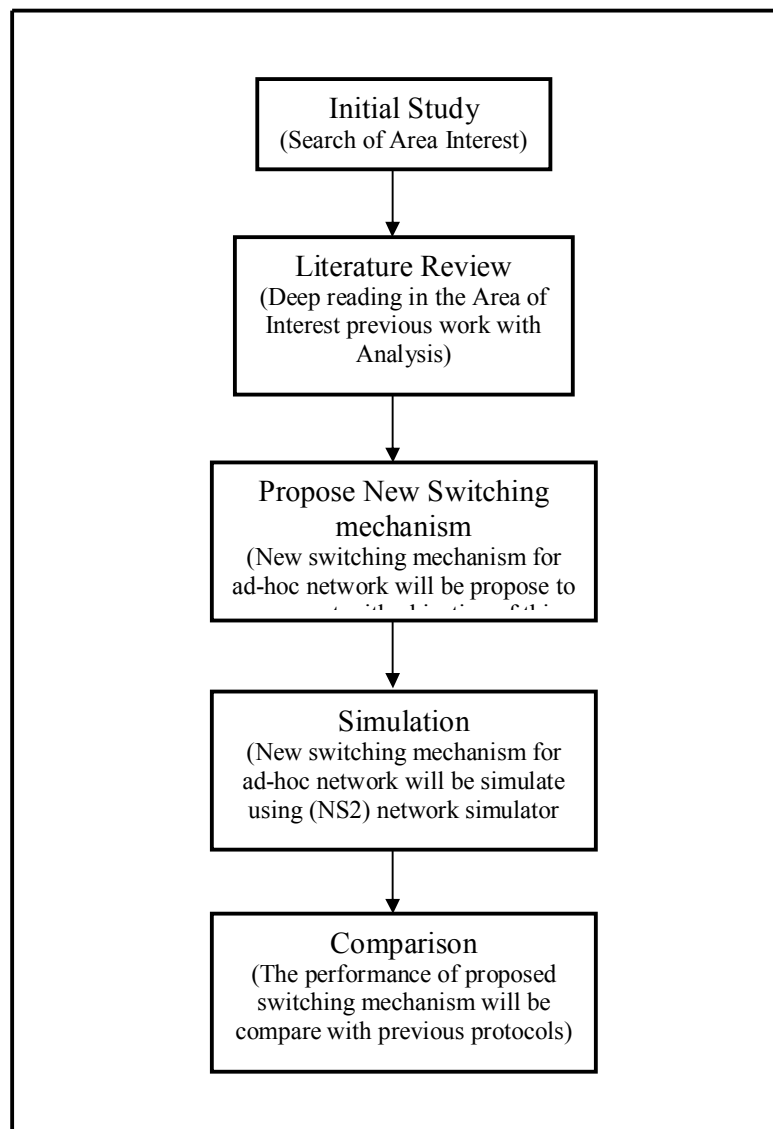 Initial Study
(Search of Area Interest)
Literature Review
(Deep reading in the Area of
Interest previous work with
Analysis)
Propose New Switching
mechanism
(New switching mechanism for
ad-hoc network will be propose to
Simulation
(New switching mechanism for
ad-hoc network will be simulate
using (NS2) network simulator
Comparison
(The performance of proposed
switching mechanism will be
compare with previous protocols)